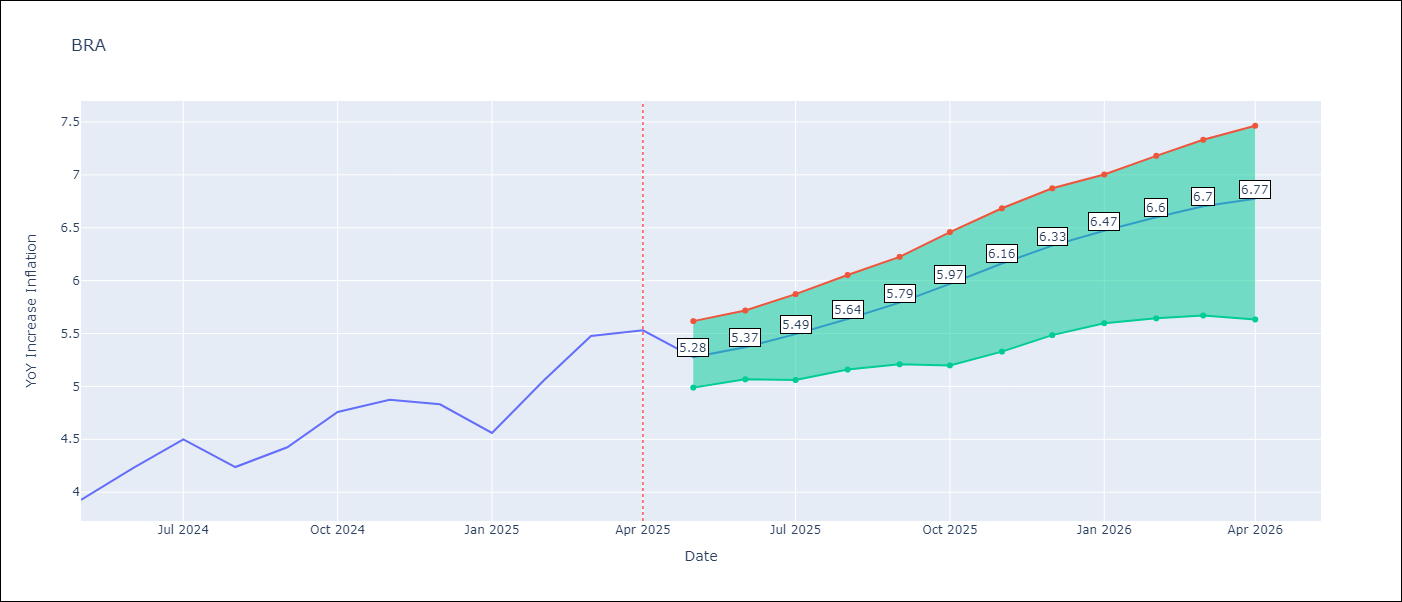 BRA
YoY Increase Inflation
7.5
7
6.5
6
5.5
5
4.5
4
5.28
5.37
5.49
5.64
5.79
5.97
6.16
6.33
6.47
6.6
6.7
6.77
Jul 2024
Oct 2024
Jan 2025
Apr 2025
Jul 2025
Oct 2025
Jan 2026
Apr 2026
Date